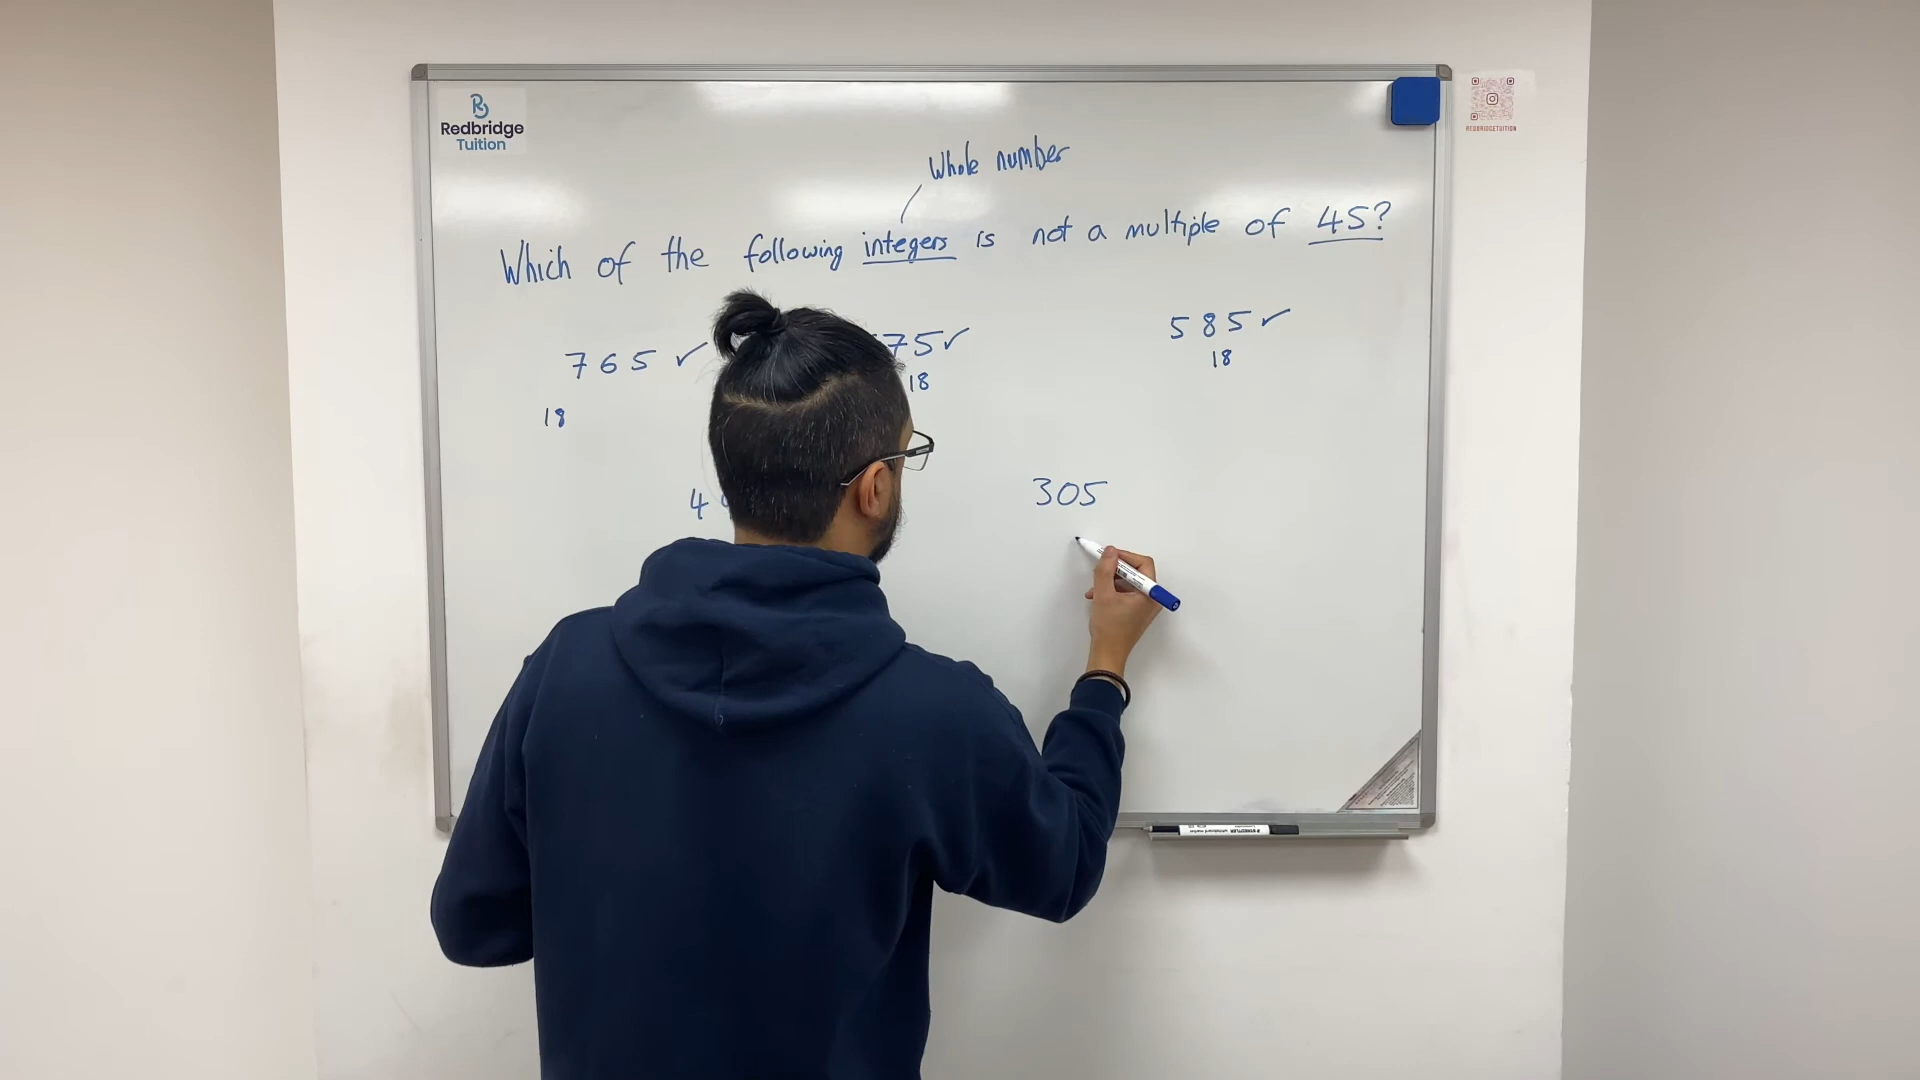 Redbridge
Tuition
REDBRIDGETUITION
Whole number
Which of the following integers is not a multiple of 45?
765 ✓
75 ✓
585 ✓
18
18
18
4
305
STAEDTLER